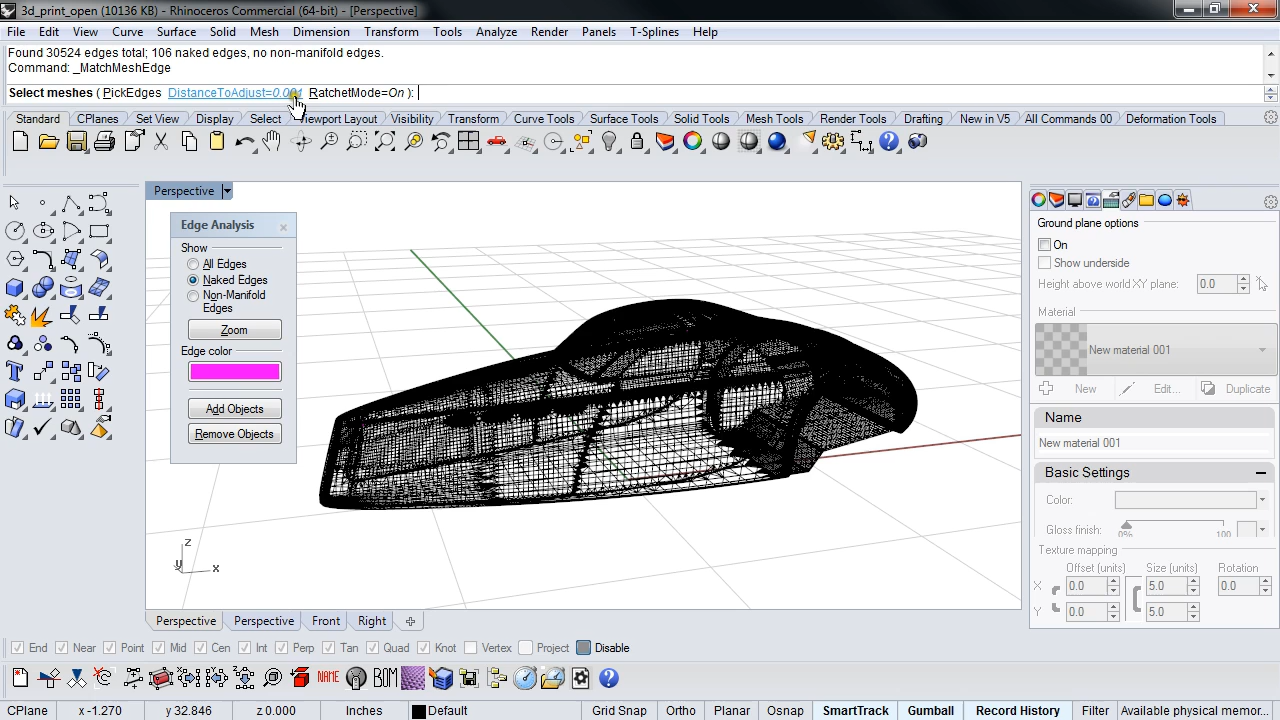 3d_print_open (10136 KB) - Rhinoceros Commercial (64-bit) - [Perspective]
File Edit View Curve Surface Solid Mesh Dimension Transform Tools Analyze Render Panels T-Splines Help
Found 30524 edges total; 106 naked edges, no non-manifold edges.
Command: _MatchMeshEdge
Select meshes ( PickEdges DistanceToAdjust=0.001 RatchetMode=On ):
Standard CPlanes Set View Display Select Viewport Layout Visibility Transform Curve Tools Surface Tools Solid Tools Mesh Tools Render Tools Drafting New in V5 All Commands 00 Deformation Tools
Perspective
Edge Analysis
Show
All Edges
Naked Edges
Non-Manifold
Edges
Zoom
Edge color
Add Objects
Remove Objects
z
y
x
Ground plane options
On
Show underside
Height above world XY plane: 0.0
Material
New material 001
New Edit... Duplicate
Name
New material 001
Basic Settings
Color:
Gloss finish: 0% 100
Texture mapping
Offset (units) Size (units) Rotation
X 0.0 5.0 0.0
Y 0.0 5.0
Perspective Perspective Front Right
End Near Point Mid Cen Int Perp Tan Quad Knot Vertex Project Disable
NAME BOM
CPlane x -1.270 y 32.846 z 0.000 Inches Default Grid Snap Ortho Planar Osnap SmartTrack Gumball Record History Filter Available physical memor...